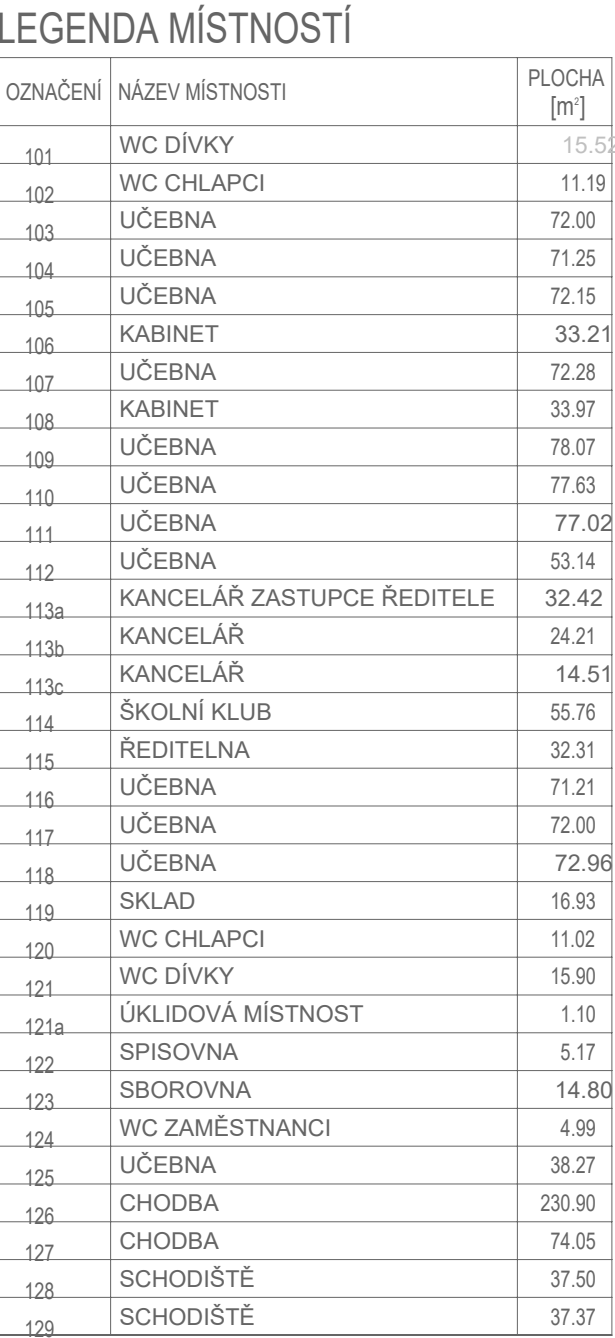 LEGENDA MÍSTNOSTÍ
OZNAČENÍ NÁZEV MÍSTNOSTI PLOCHA [m²]
101 WC DÍVKY 15.52
102 WC CHLAPCI 11.19
103 UČEBNA 72.00
104 UČEBNA 71.25
105 UČEBNA 72.15
106 KABINET 33.21
107 UČEBNA 72.28
108 KABINET 33.97
109 UČEBNA 78.07
110 UČEBNA 77.63
111 UČEBNA 77.02
112 UČEBNA 53.14
113a KANCELÁŘ ZASTUPCE ŘEDITELE 32.42
113b KANCELÁŘ 24.21
113c KANCELÁŘ 14.51
114 ŠKOLNÍ KLUB 55.76
115 ŘEDITELNA 32.31
116 UČEBNA 71.21
117 UČEBNA 72.00
118 UČEBNA 72.96
119 SKLAD 16.93
120 WC CHLAPCI 11.02
121 WC DÍVKY 15.90
121a ÚKLIDOVÁ MÍSTNOST 1.10
122 SPISOVNA 5.17
123 SBOROVNA 14.80
124 WC ZAMĚSTNANCI 4.99
125 UČEBNA 38.27
126 CHODBA 230.90
127 CHODBA 74.05
128 SCHODIŠTĚ 37.50
129 SCHODIŠTĚ 37.37